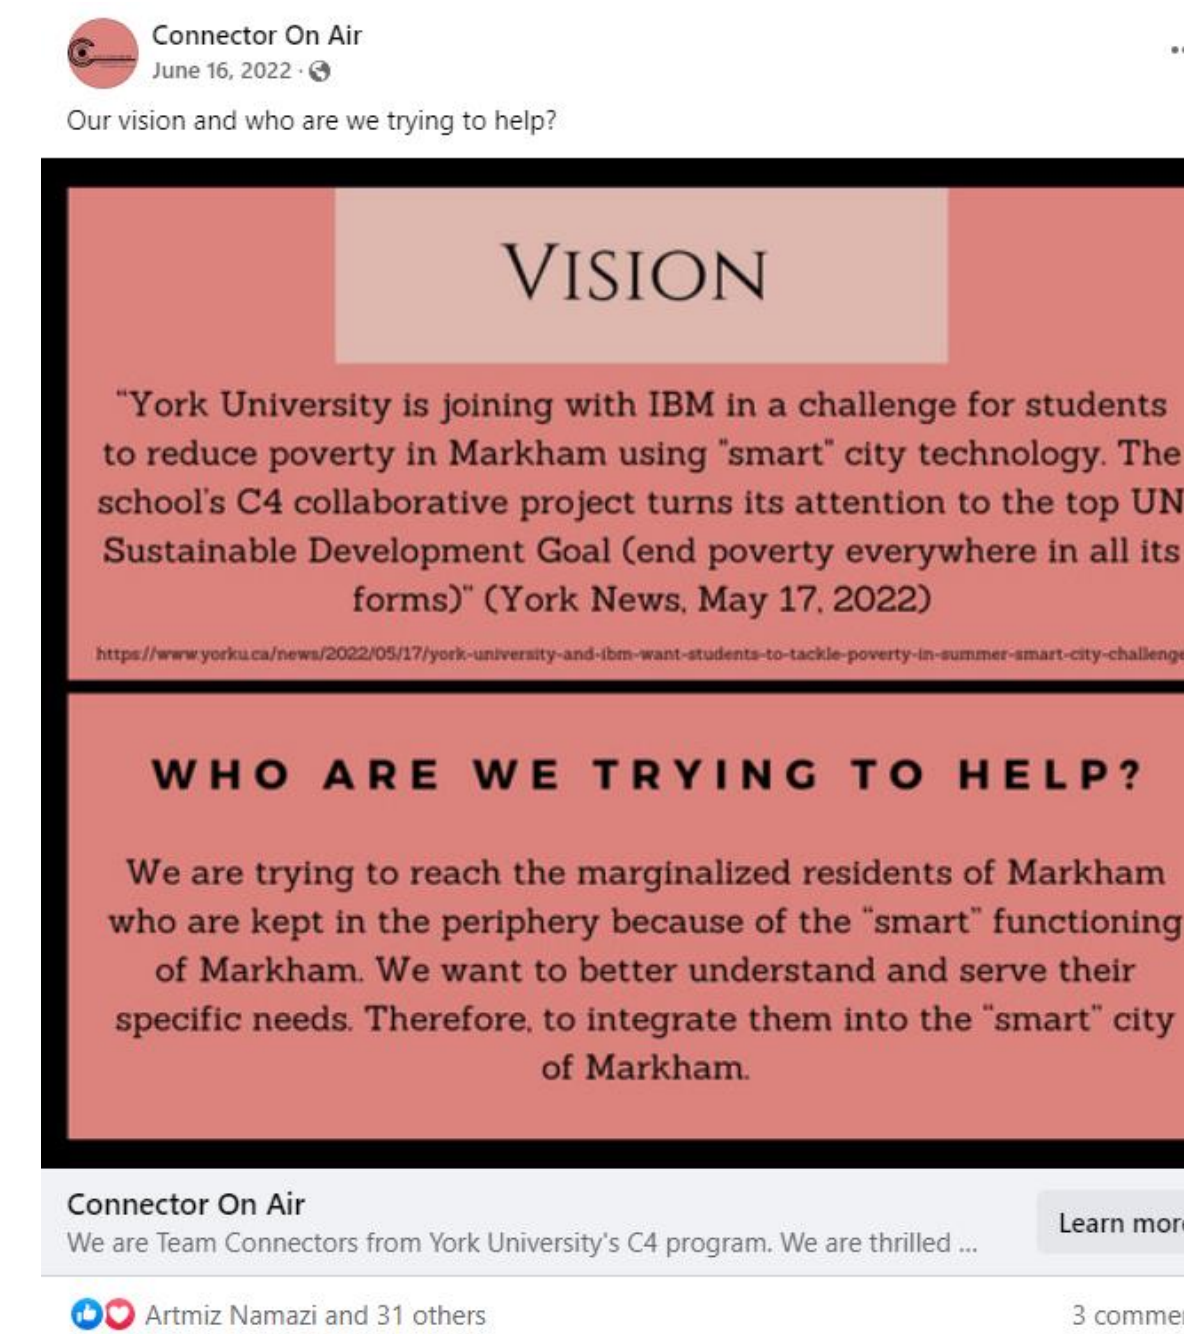 Connector On Air
June 16, 2022 ·
Our vision and who are we trying to help?
VISION
"York University is joining with IBM in a challenge for students
to reduce poverty in Markham using "smart" city technology. The
school's C4 collaborative project turns its attention to the top UN
Sustainable Development Goal (end poverty everywhere in all its
forms)" (York News, May 17, 2022)
https://www.yorku.ca/news/2022/05/17/york-university-and-ibm-want-students-to-tackle-poverty-in-summer-smart-city-challenge
WHO ARE WE TRYING TO HELP?
We are trying to reach the marginalized residents of Markham
who are kept in the periphery because of the "smart" functioning
of Markham. We want to better understand and serve their
specific needs. Therefore, to integrate them into the "smart" city
of Markham.
Connector On Air
Learn more
We are Team Connectors from York University's C4 program. We are thrilled ...
Artmiz Namazi and 31 others
3 commen